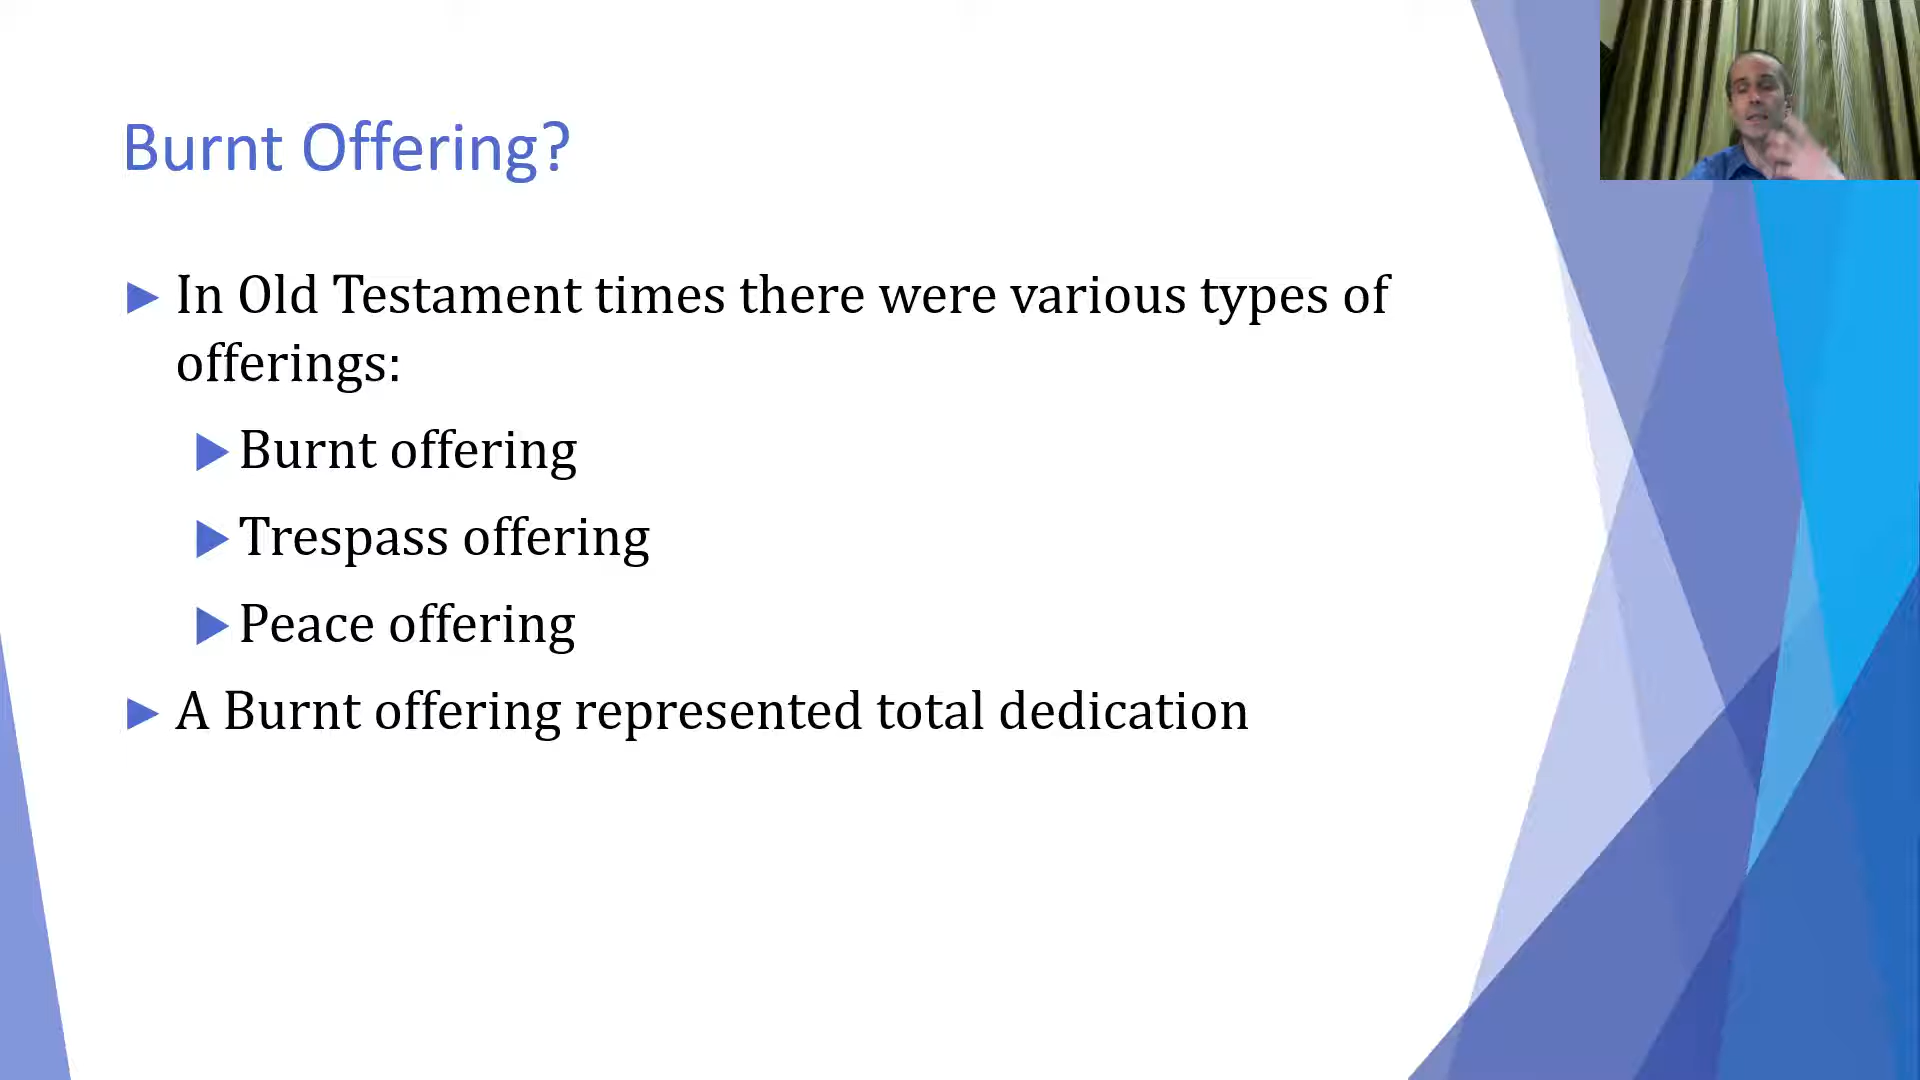 Burnt Offering?
In Old Testament times there were various types of
offerings:
Burnt offering
Trespass offering
Peace offering
A Burnt offering represented total dedication